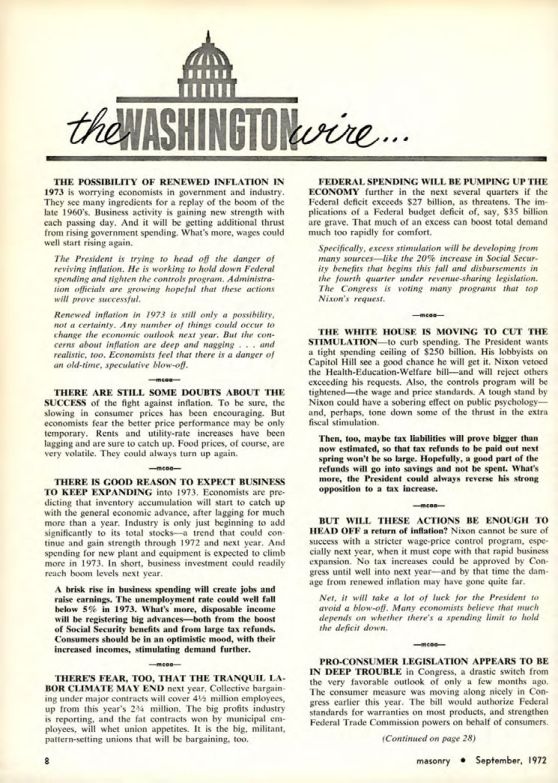 the WASHINGTON wire...
THE POSSIBILITY OF RENEWED INFLATION IN
1973 is worrying economists in government and industry.
They see many ingredients for a replay of the boom of the
late 1960's. Business activity is gaining new strength with
each passing day. And it will be getting additional thrust
from rising government spending. What's more, wages could
well start rising again.
The President is trying to head off the danger of
reviving inflation. He is working to hold down Federal
spending and tighten the controls program. Administra-
tion officials are growing hopeful that these actions
will prove successful.
Renewed inflation in 1973 is still only a possibility,
not a certainty. Any number of things could occur to
change the economic outlook next year. But the con-
cerns about inflation are deep and nagging . . . and
realistic, too. Economists feel that there is a danger of
an old-time, speculative blow-off.
—mcaa—
THERE ARE STILL SOME DOUBTS ABOUT THE
SUCCESS of the fight against inflation. To be sure, the
slowing in consumer prices has been encouraging. But
economists fear the better price performance may be only
temporary. Rents and utility-rate increases have been
lagging and are sure to catch up. Food prices, of course, are
very volatile. They could always turn up again.
—mcaa—
THERE IS GOOD REASON TO EXPECT BUSINESS
TO KEEP EXPANDING into 1973. Economists are pre-
dicting that inventory accumulation will start to catch up
with the general economic advance, after lagging for much
more than a year. Industry is only just beginning to add
significantly to its total stocks—a trend that could con-
tinue and gain strength through 1972 and next year. And
spending for new plant and equipment is expected to climb
more in 1973. In short, business investment could readily
reach boom levels next year.
A brisk rise in business spending will create jobs and
raise earnings. The unemployment rate could well fall
below 5% in 1973. What's more, disposable income
will be registering big advances—both from the boost
of Social Security benefits and from large tax refunds.
Consumers should be in an optimistic mood, with their
increased incomes, stimulating demand further.
—mcaa—
THERE'S FEAR, TOO, THAT THE TRANQUIL LA-
BOR CLIMATE MAY END next year. Collective bargain-
ing under major contracts will cover 4½ million employees,
up from this year's 2¾ million. The big profits industry
is reporting, and the fat contracts won by municipal em-
ployees, will whet union appetites. It is the big, militant,
pattern-setting unions that will be bargaining, too.
FEDERAL SPENDING WILL BE PUMPING UP THE
ECONOMY further in the next several quarters if the
Federal deficit exceeds $27 billion, as threatens. The im-
plications of a Federal budget deficit of, say, $35 billion
are grave. That much of an excess can boost total demand
much too rapidly for comfort.
Specifically, excess stimulation will be developing from
many sources—like the 20% increase in Social Secur-
ity benefits that begins this fall and disbursements in
the fourth quarter under revenue-sharing legislation.
The Congress is voting many programs that top
Nixon's request.
—mcaa—
THE WHITE HOUSE IS MOVING TO CUT THE
STIMULATION—to curb spending. The President wants
a tight spending ceiling of $250 billion. His lobbyists on
Capitol Hill see a good chance he will get it. Nixon vetoed
the Health-Education-Welfare bill—and will reject others
exceeding his requests. Also, the controls program will be
tightened—the wage and price standards. A tough stand by
Nixon could have a sobering effect on public psychology—
and, perhaps, tone down some of the thrust in the extra
fiscal stimulation.
Then, too, maybe tax liabilities will prove bigger than
now estimated, so that tax refunds to be paid out next
spring won't be so large. Hopefully, a good part of the
refunds will go into savings and not be spent. What's
more, the President could always reverse his strong
opposition to a tax increase.
—mcaa—
BUT WILL THESE ACTIONS BE ENOUGH TO
HEAD OFF a return of inflation? Nixon cannot be sure of
success with a stricter wage-price control program, espe-
cially next year, when it must cope with that rapid business
expansion. No tax increases could be approved by Con-
gress until well into next year—and by that time the dam-
age from renewed inflation may have gone quite far.
Net, it will take a lot of luck for the President to
avoid a blow-off. Many economists believe that much
depends on whether there's a spending limit to hold
the deficit down.
—mcaa—
PRO-CONSUMER LEGISLATION APPEARS TO BE
IN DEEP TROUBLE in Congress, a drastic switch from
the very favorable outlook of only a few months ago.
The consumer measure was moving along nicely in Con-
gress earlier this year. The bill would authorize Federal
standards for warranties on most products, and strengthen
Federal Trade Commission powers on behalf of consumers.
(Continued on page 28)
8
masonry • September, 1972